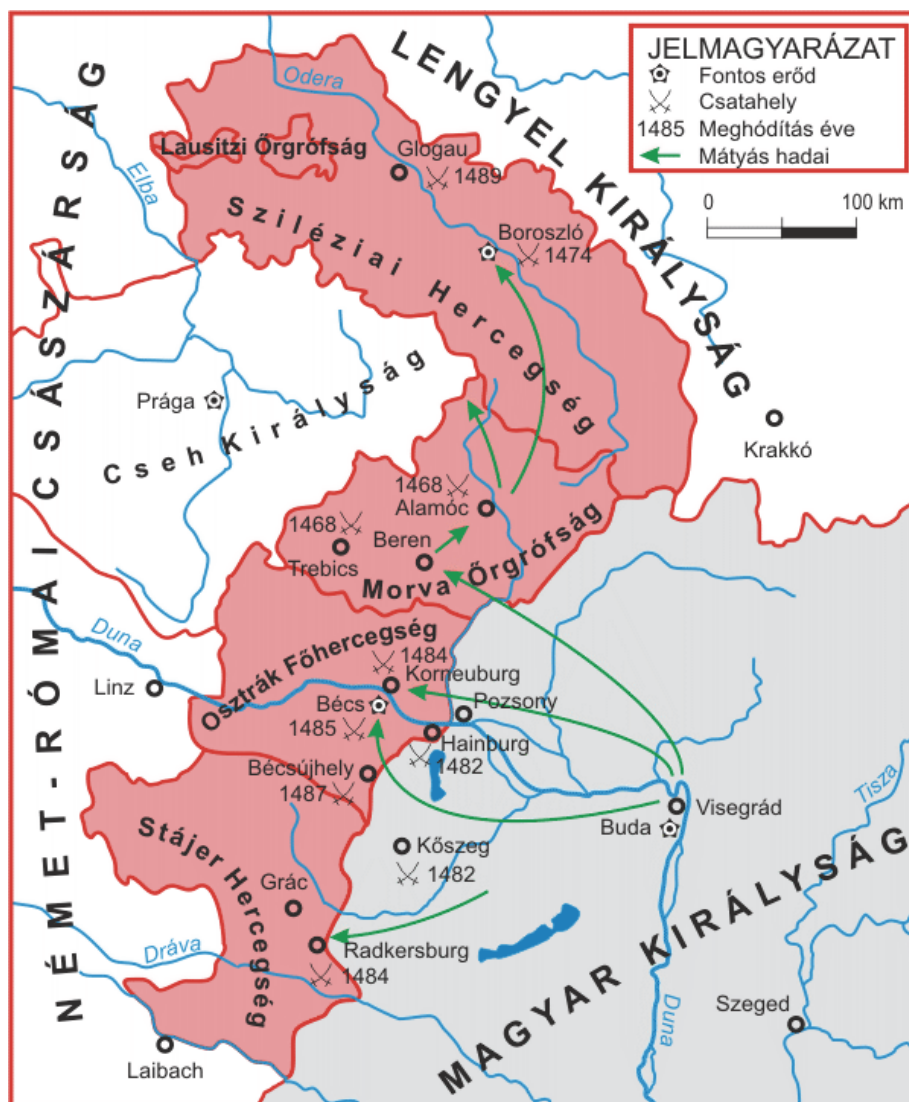 JELMAGYARÁZAT
Fontos erőd
Csatahely
1485 Meghódítás éve
Mátyás hadai
0 100 km
LENGYEL KIRÁLYSÁG
NÉMET-RÓMAI CSÁSZÁRSÁG
Odera
Elba
Lausitzi Őrgrófság
Glogau
1489
Sziléziai Hercegség
Boroszló
1474
Prága
Cseh Királyság
Krakkó
1468
Alamóc
1468
Trebics
Beren
Morva Őrgrófság
Duna
Linz
Osztrák Főhercegség
1484
Korneuburg
Bécs
1485
Pozsony
Hainburg
1482
Bécsújhely
1487
Visegrád
Buda
Tisza
Stájer Hercegség
Kőszeg
1482
Grác
Radkersburg
1484
Dráva
MAGYAR KIRÁLYSÁG
Duna
Szeged
Laibach